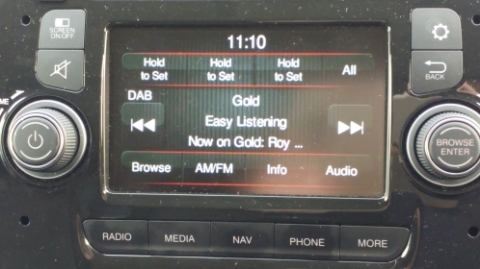 11:10
SCREEN
ON/OFF
Hold
to Set
Hold
to Set
Hold
to Set
All
BACK
DAB
Gold
Easy Listening
Now on Gold: Roy ...
BROWSE
ENTER
Browse
AM/FM
Info
Audio
RADIO
MEDIA
NAV
PHONE
MORE